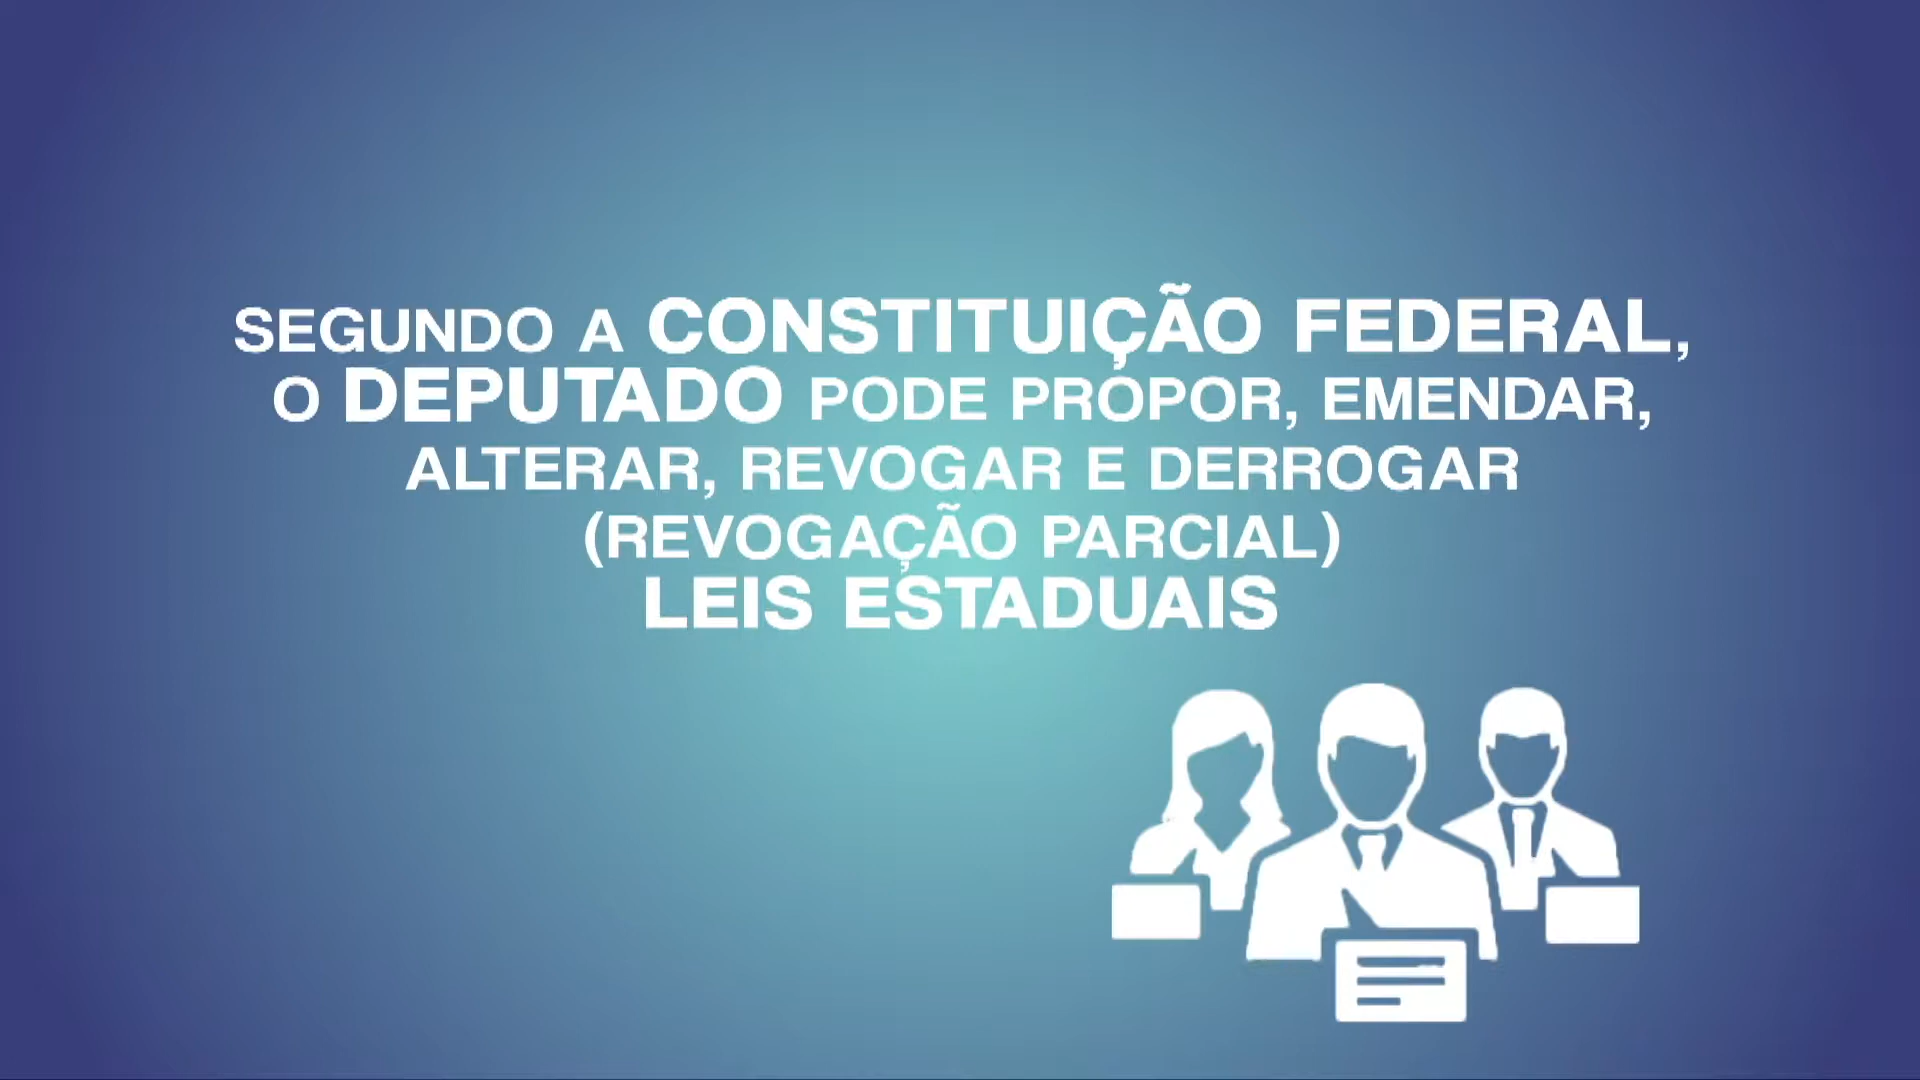 SEGUNDO A CONSTITUIÇÃO FEDERAL,
O DEPUTADO PODE PROPOR, EMENDAR,
ALTERAR, REVOGAR E DERROGAR
(REVOGAÇÃO PARCIAL)
LEIS ESTADUAIS